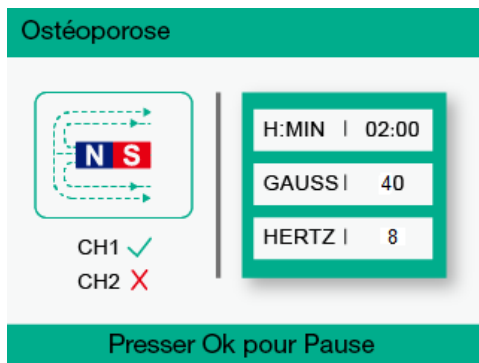 Ostéoporose
N S
CH1
CH2
H:MIN | 02:00
GAUSS | 40
HERTZ | 8
Presser Ok pour Pause